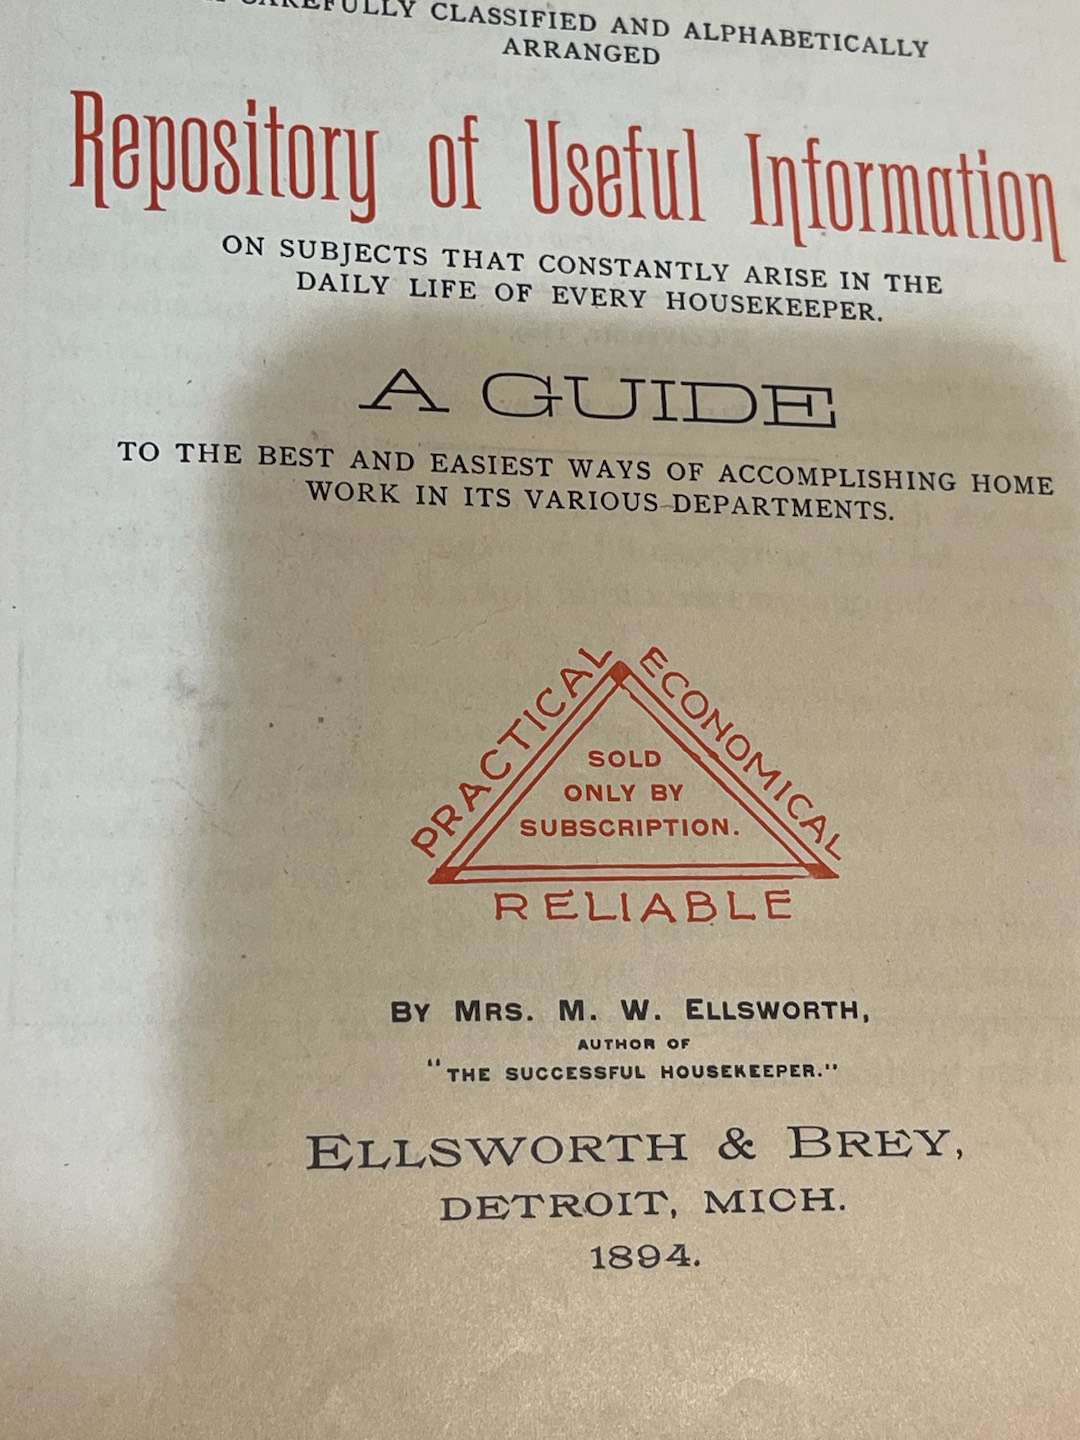 CAREFULLY CLASSIFIED AND ALPHABETICALLY
ARRANGED
Repository of Useful Information
ON SUBJECTS THAT CONSTANTLY ARISE IN THE
DAILY LIFE OF EVERY HOUSEKEEPER.
A GUIDE
TO THE BEST AND EASIEST WAYS OF ACCOMPLISHING HOME
WORK IN ITS VARIOUS DEPARTMENTS.
PRACTICAL
ECONOMICAL
SOLD
ONLY BY
SUBSCRIPTION.
RELIABLE
BY MRS. M. W. ELLSWORTH,
AUTHOR OF
"THE SUCCESSFUL HOUSEKEEPER."
ELLSWORTH & BREY,
DETROIT, MICH.
1894.